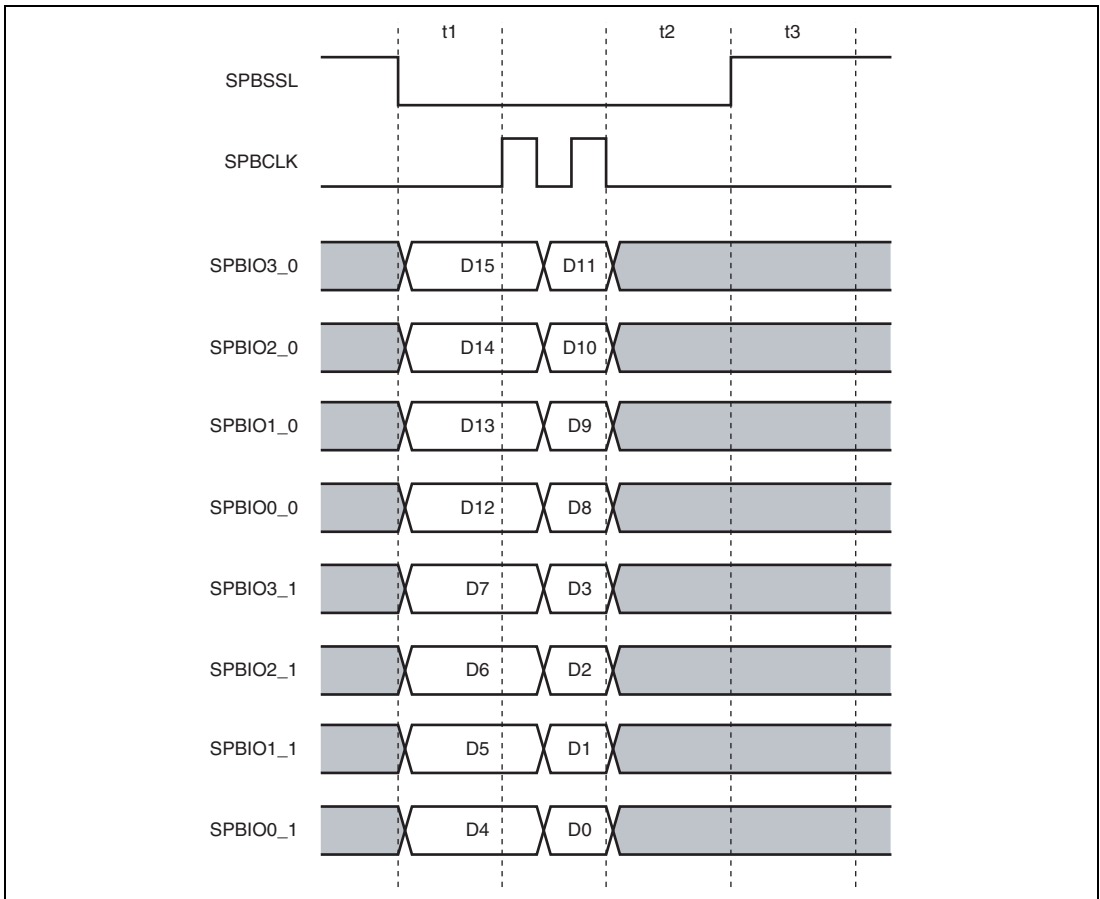 t1 t2 t3
SPBSSL
SPBCLK
SPBIO3_0 D15 D11
SPBIO2_0 D14 D10
SPBIO1_0 D13 D9
SPBIO0_0 D12 D8
SPBIO3_1 D7 D3
SPBIO2_1 D6 D2
SPBIO1_1 D5 D1
SPBIO0_1 D4 D0